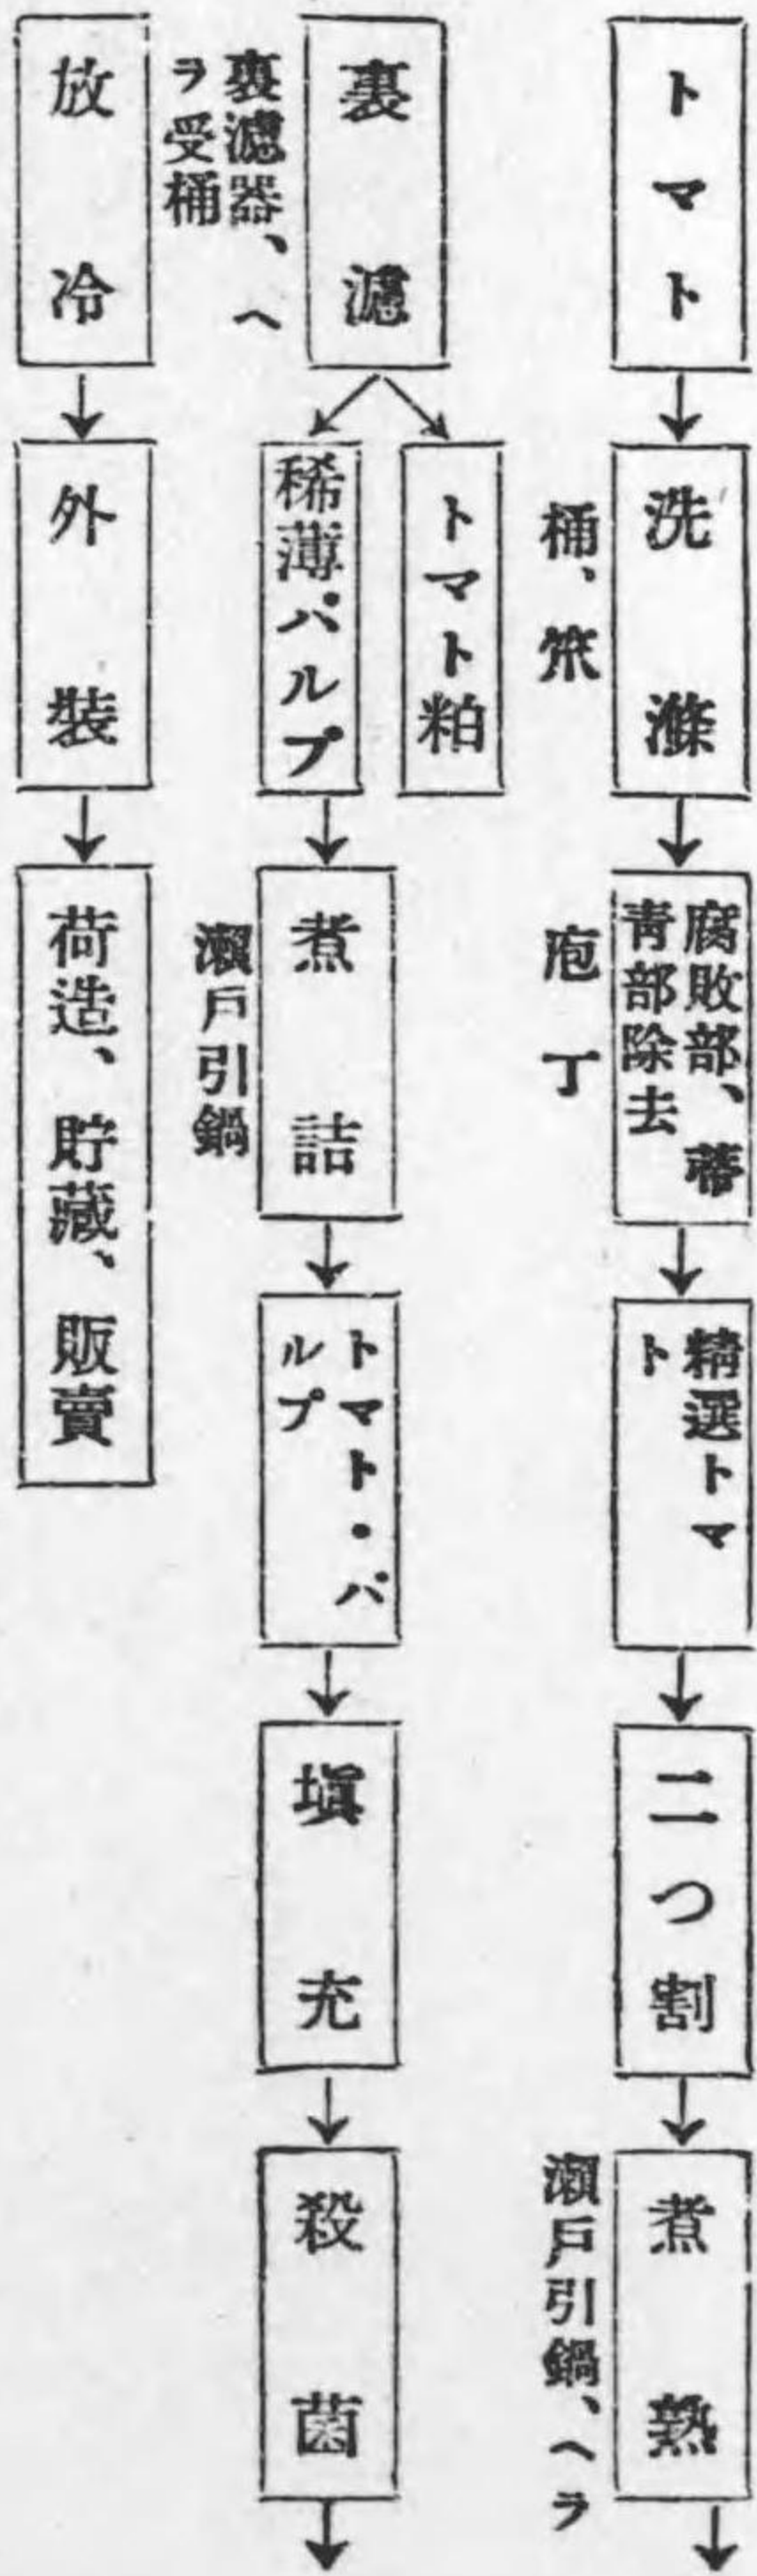 トマト
洗滌
桶、笊
腐敗部、蔕
青部除去
庖丁
精選トマ
ト
二つ割
煮熟
瀬戸引鍋、ヘラ
裏漉
裏漉器、ヘ
ラ受桶
トマト粕
稀薄パルプ
煮詰
瀬戸引鍋
トマト・パ
ルプ
塡充
殺菌
放冷
外装
荷造、貯藏、販賣